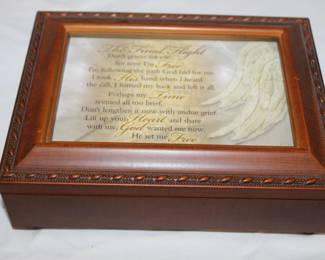 The Final Flight
Don't grieve for me,
for now I'm Free
I'm following the path God laid for me.
I took His hand when I heard
the call, I turned my back and left it all.
Perhaps my Time
seemed all too brief.
Don't lengthen it now with undue grief.
Lift up your Heart and share
with me, God wanted me now.
He set me Free